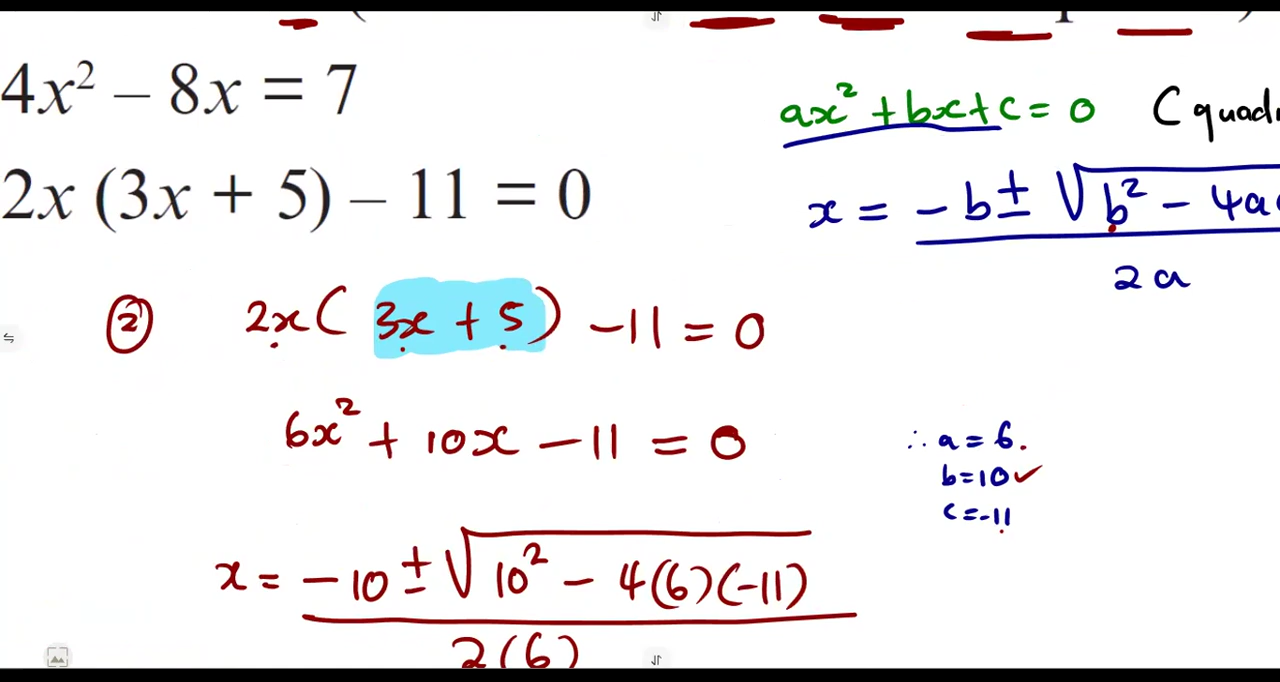 4x² – 8x = 7
ax² + bx + c = 0 (
2x (3x + 5) – 11 = 0
x = -b ± √b² - 4a
2a
② 2x( 3x + 5) -11 = 0
6x² + 10x - 11 = 0
∴ a = 6.
b=10✓
c=-11
x = -10 ± √10² - 4(6)(-11)
2(6)